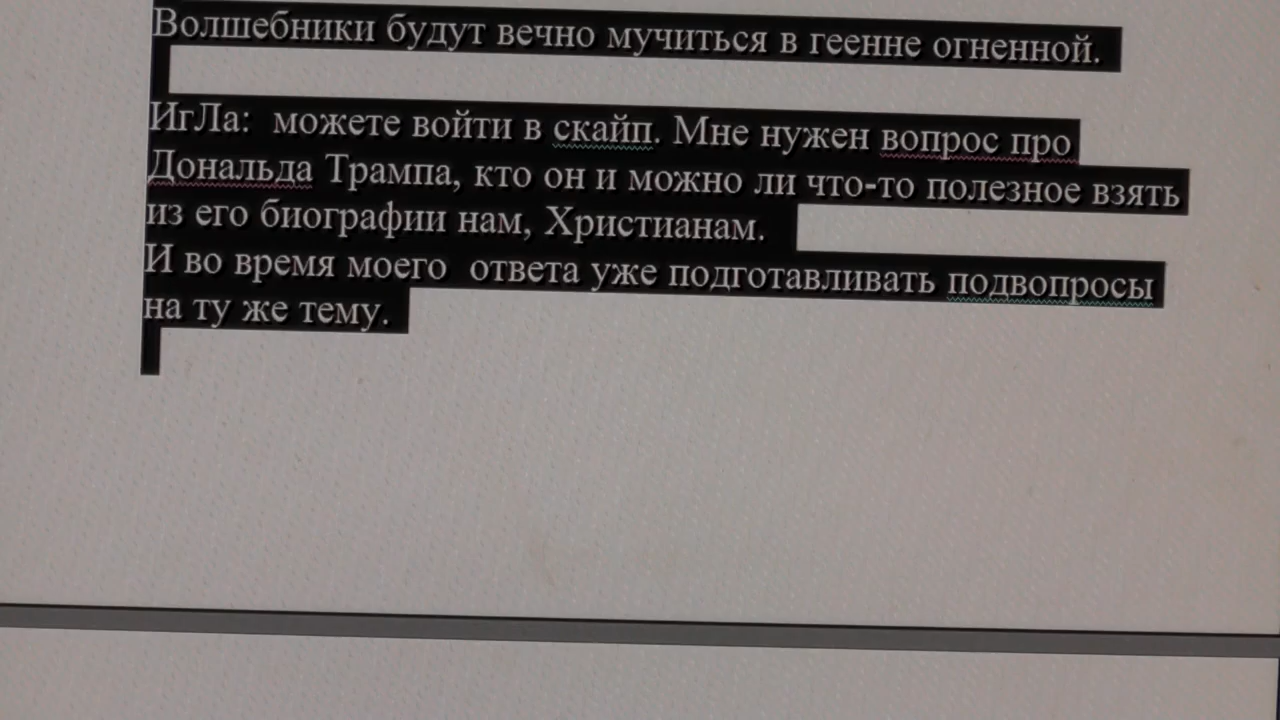 Волшебники будут вечно мучиться в геенне огненной.
ИгЛа:  можете войти в скайп. Мне нужен вопрос про
Дональда Трампа, кто он и можно ли что-то полезное взять
из его биографии нам, Христианам.
И во время моего  ответа уже подготавливать подвопросы
на ту же тему.